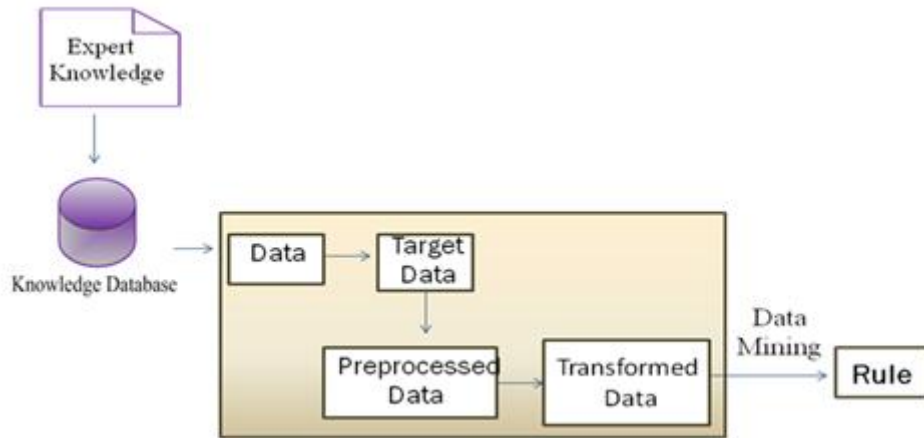 Expert
Knowledge
Knowledge Database
Data
Target
Data
Preprocessed
Data
Transformed
Data
Data
Mining
Rule